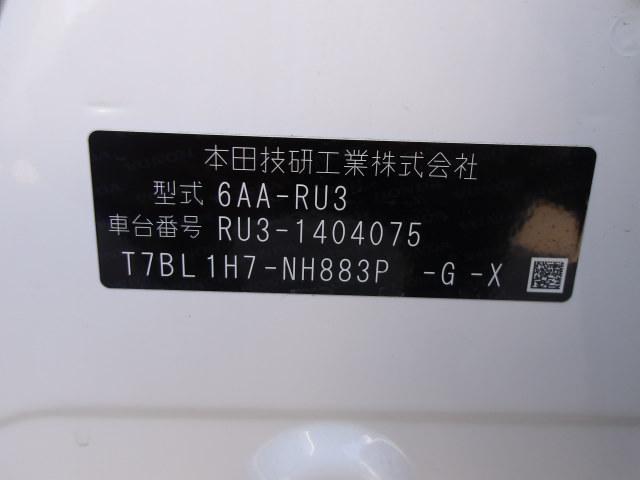 本田技研工業株式会社
型式 6AA-RU3
車台番号 RU3-1404075
T7BL1H7-NH883P -G -X